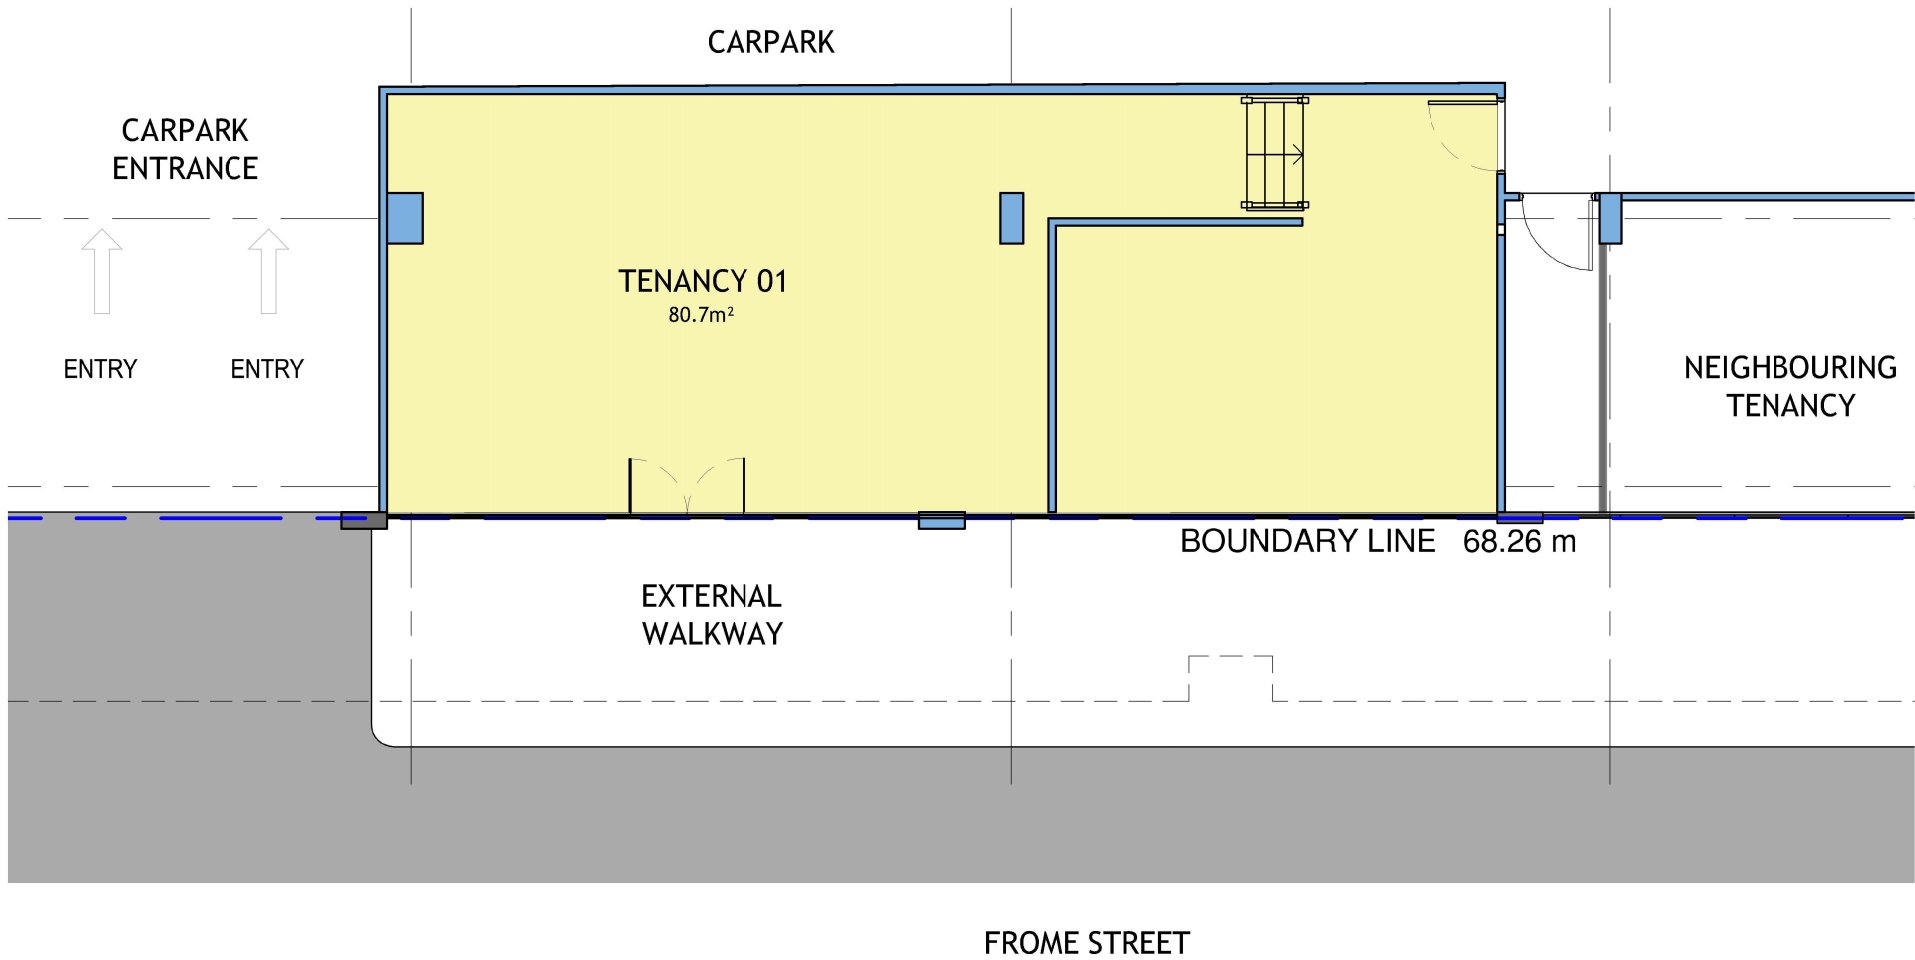 CARPARK
CARPARK
ENTRANCE
TENANCY 01
80.7m²
ENTRY
ENTRY
NEIGHBOURING
TENANCY
BOUNDARY LINE 68.26 m
EXTERNAL
WALKWAY
FROME STREET